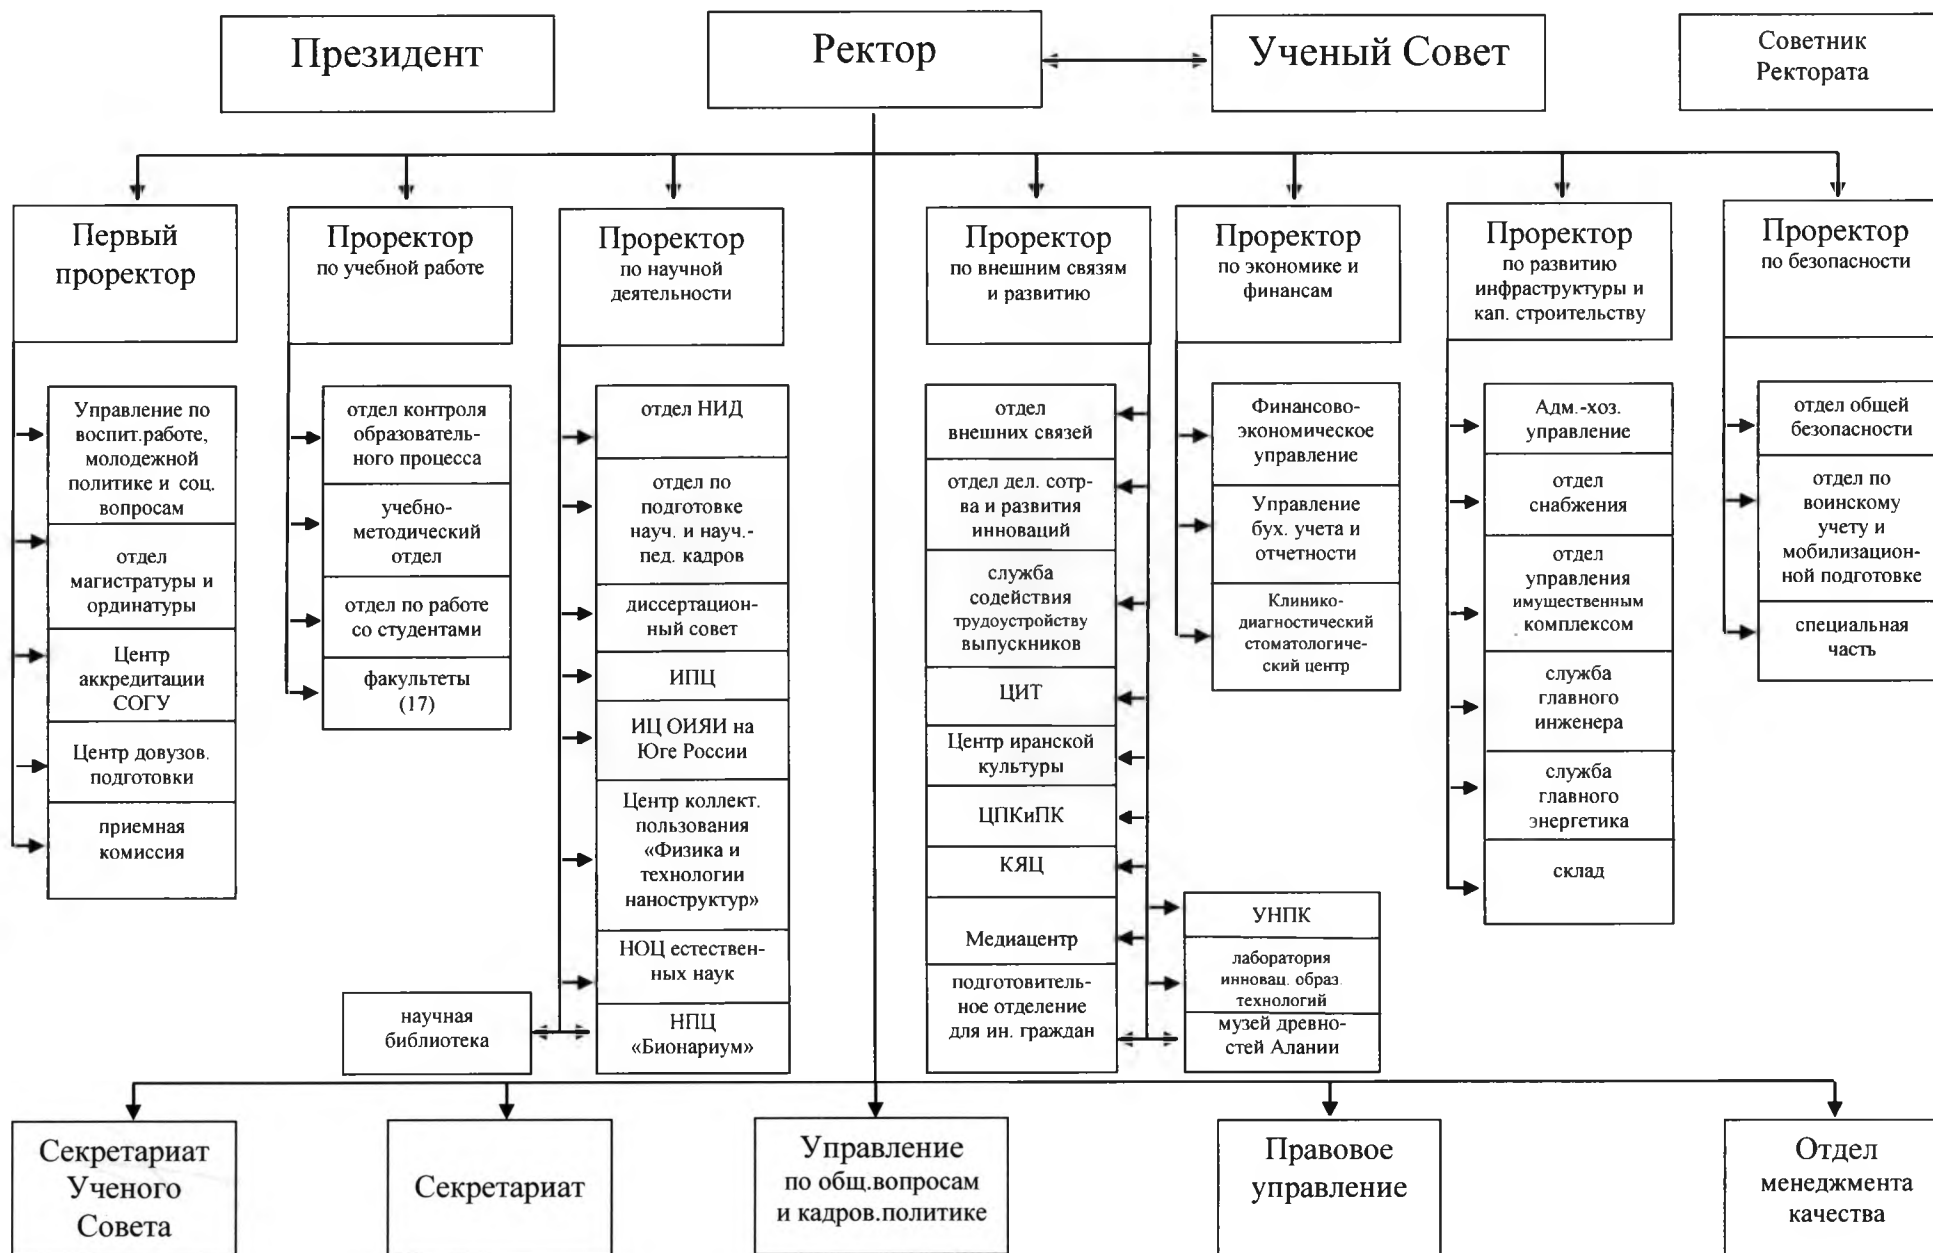 Президент
Ректор
Ученый Совет
Советник
Ректората
Первый
проректор
Проректор
по учебной работе
Проректор
по научной
деятельности
Проректор
по внешним связям
и развитию
Проректор
по экономике и
финансам
Проректор
по развитию
инфраструктуры и
кап. строительству
Проректор
по безопасности
Управление по
воспит.работе,
молодежной
политике и соц.
вопросам
отдел
магистратуры и
ординатуры
Центр
аккредитации
СОГУ
Центр довузов.
подготовки
приемная
комиссия
отдел контроля
образователь-
ного процесса
учебно-
методический
отдел
отдел по работе
со студентами
факультеты
(17)
отдел НИД
отдел по
подготовке
науч. и науч.-
пед. кадров
диссертацион-
ный совет
ИПЦ
ИЦ ОИЯИ на
Юге России
Центр коллект.
пользования
«Физика и
технологии
наноструктур»
НОЦ естествен-
ных наук
НПЦ
«Бионариум»
научная
библиотека
отдел
внешних связей
отдел дел. сотр-
ва и развития
инноваций
служба
содействия
трудоустройству
выпускников
ЦИТ
Центр иранской
культуры
ЦПКиПК
КЯЦ
Медиацентр
подготовитель-
ное отделение
для ин. граждан
УНПК
лаборатория
инновац. образ.
технологий
музей древно-
стей Алании
Финансово-
экономическое
управление
Управление
бух. учета и
отчетности
Клинико-
диагностический
стоматологиче-
ский центр
Адм.-хоз.
управление
отдел
снабжения
отдел
управления
имущественным
комплексом
служба
главного
инженера
служба
главного
энергетика
склад
отдел общей
безопасности
отдел по
воинскому
учету и
мобилизацион-
ной подготовке
специальная
часть
Секретариат
Ученого
Совета
Секретариат
Управление
по общ.вопросам
и кадров.политике
Правовое
управление
Отдел
менеджмента
качества